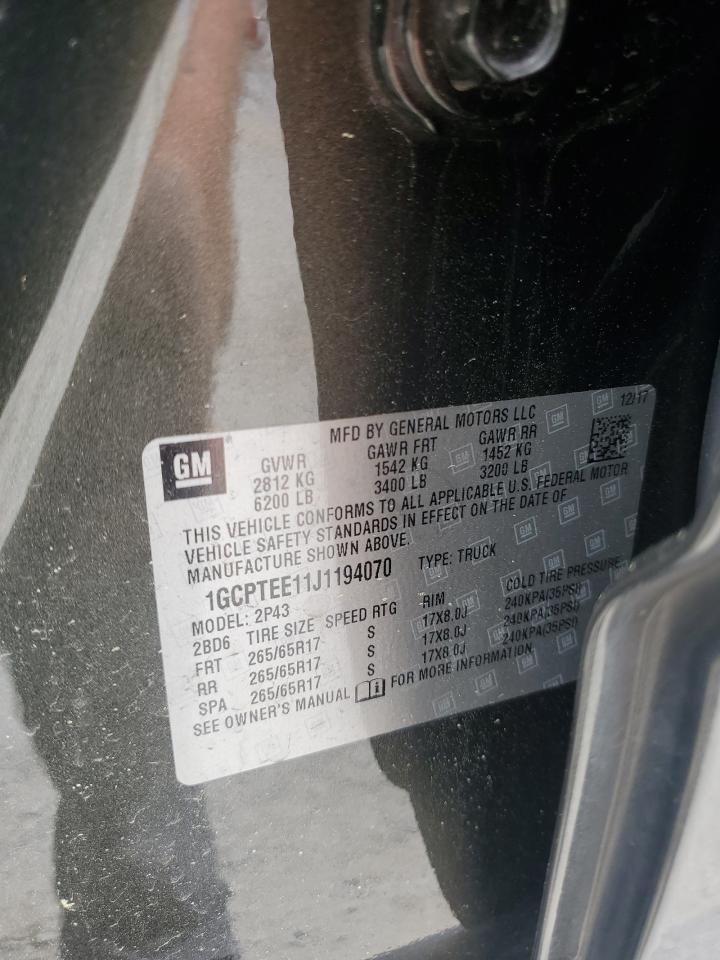 12/17
MFD BY GENERAL MOTORS LLC
GM
GVWR GAWR FRT GAWR RR
2812 KG 1542 KG 1452 KG
6200 LB 3400 LB 3200 LB
THIS VEHICLE CONFORMS TO ALL APPLICABLE U.S. FEDERAL MOTOR
VEHICLE SAFETY STANDARDS IN EFFECT ON THE DATE OF
MANUFACTURE SHOWN ABOVE.
1GCPTEE11J1194070 TYPE: TRUCK
MODEL: 2P43
2BD6 TIRE SIZE SPEED RTG RIM COLD TIRE PRESSURE
FRT 265/65R17 S 17X8.0J 240KPA(35PSI)
RR 265/65R17 S 17X8.0J 240KPA(35PSI)
SPA 265/65R17 S 17X8.0J 240KPA(35PSI)
SEE OWNER'S MANUAL FOR MORE INFORMATION